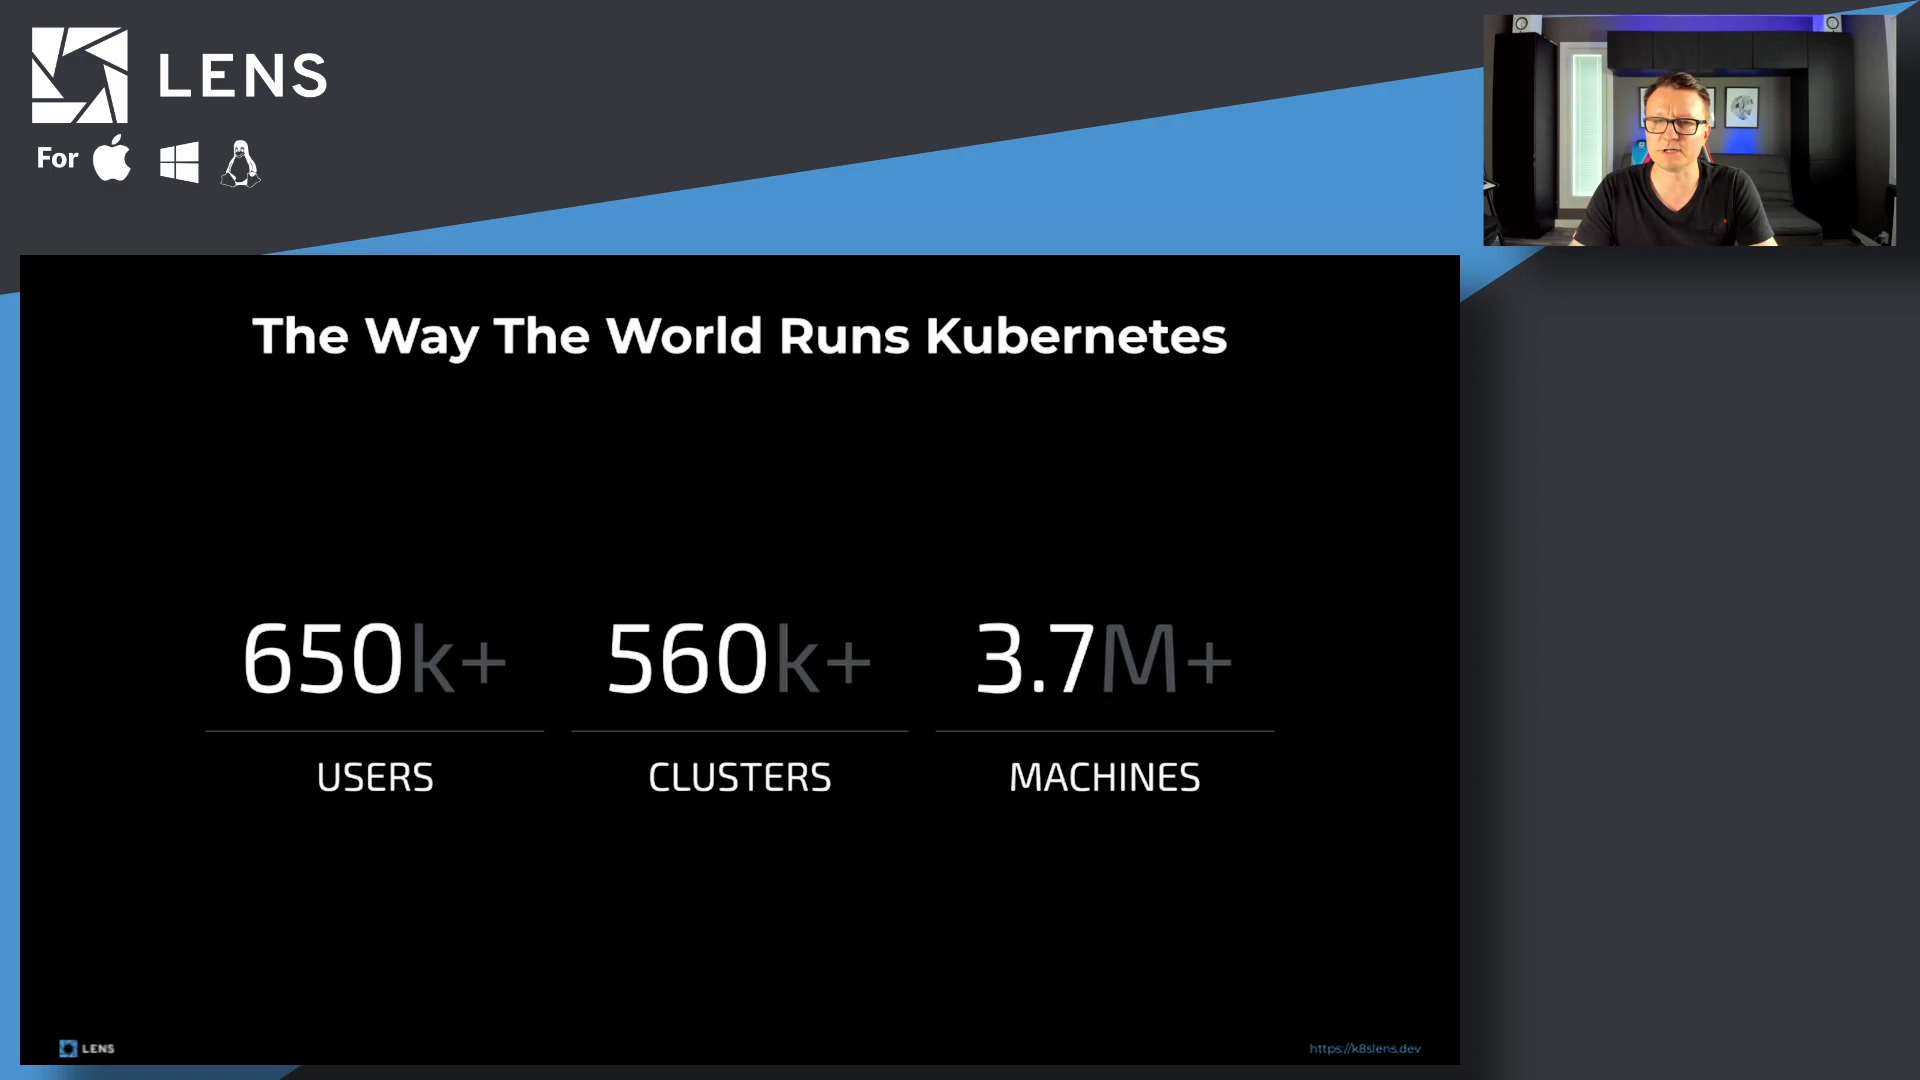 LENS
For
The Way The World Runs Kubernetes
650k+
560k+
3.7M+
USERS
CLUSTERS
MACHINES
LENS
https://k8slens.dev